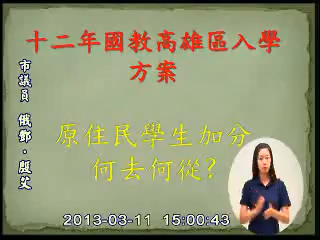 十二年國教高雄區入學
方案
市議員 俄鄧．殷艾
原住民學生加分
何去何從?
2013-03-11 15:00:43